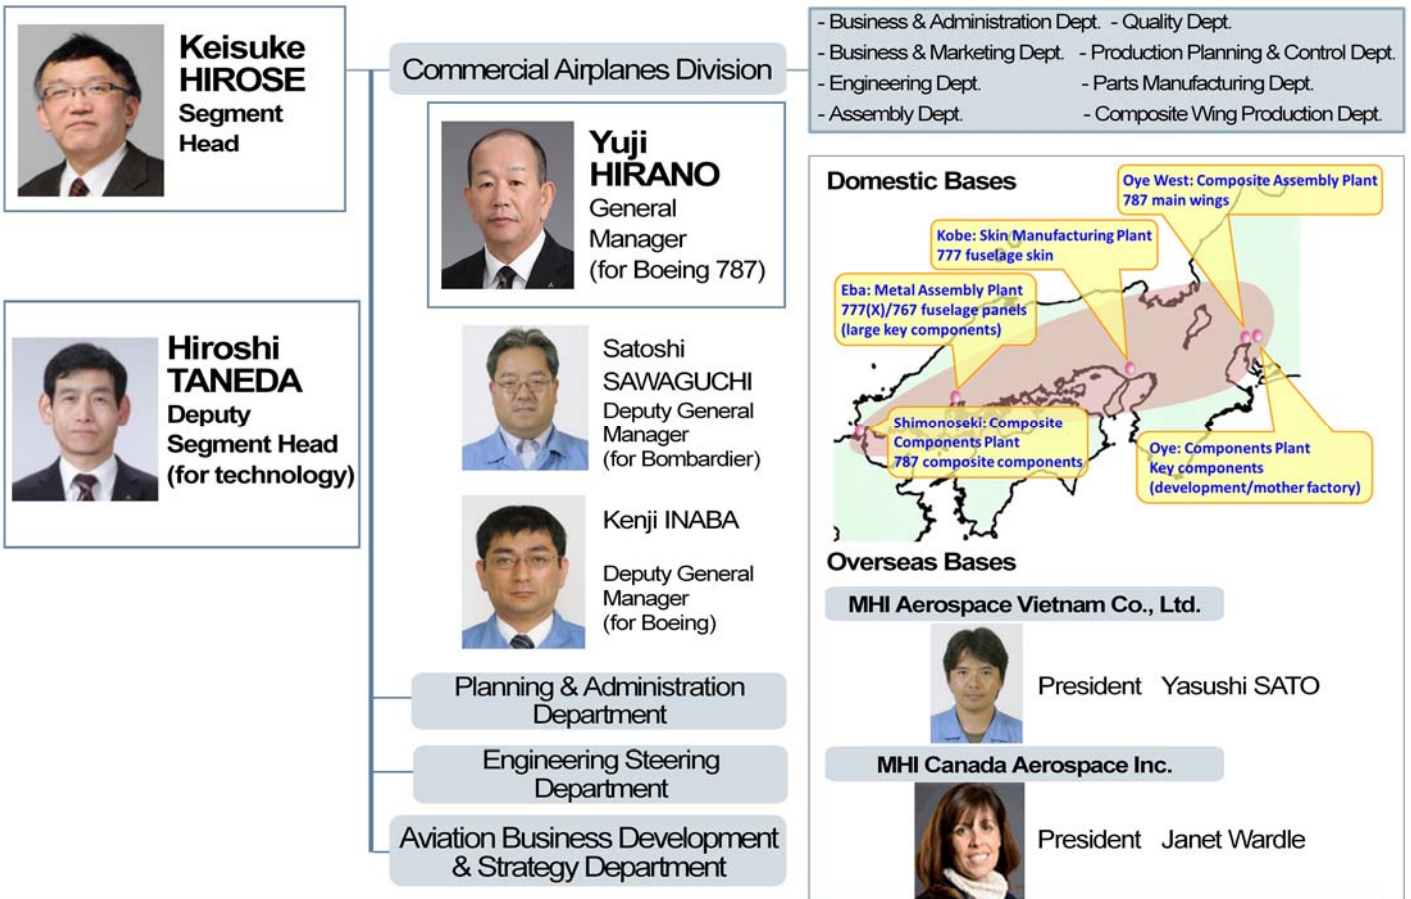 Keisuke
HIROSE
Segment
Head
Hiroshi
TANEDA
Deputy
Segment Head
(for technology)
Commercial Airplanes Division
Yuji
HIRANO
General
Manager
(for Boeing 787)
Satoshi
SAWAGUCHI
Deputy General
Manager
(for Bombardier)
Kenji INABA
Deputy General
Manager
(for Boeing)
Planning & Administration
Department
Engineering Steering
Department
Aviation Business Development
& Strategy Department
- Business & Administration Dept. - Quality Dept.
- Business & Marketing Dept. - Production Planning & Control Dept.
- Engineering Dept. - Parts Manufacturing Dept.
- Assembly Dept. - Composite Wing Production Dept.
Domestic Bases
Oye West: Composite Assembly Plant
787 main wings
Kobe: Skin Manufacturing Plant
777 fuselage skin
Eba: Metal Assembly Plant
777(X)/767 fuselage panels
(large key components)
Shimonoseki: Composite
Components Plant
787 composite components
Oye: Components Plant
Key components
(development/mother factory)
Overseas Bases
MHI Aerospace Vietnam Co., Ltd.
President Yasushi SATO
MHI Canada Aerospace Inc.
President Janet Wardle